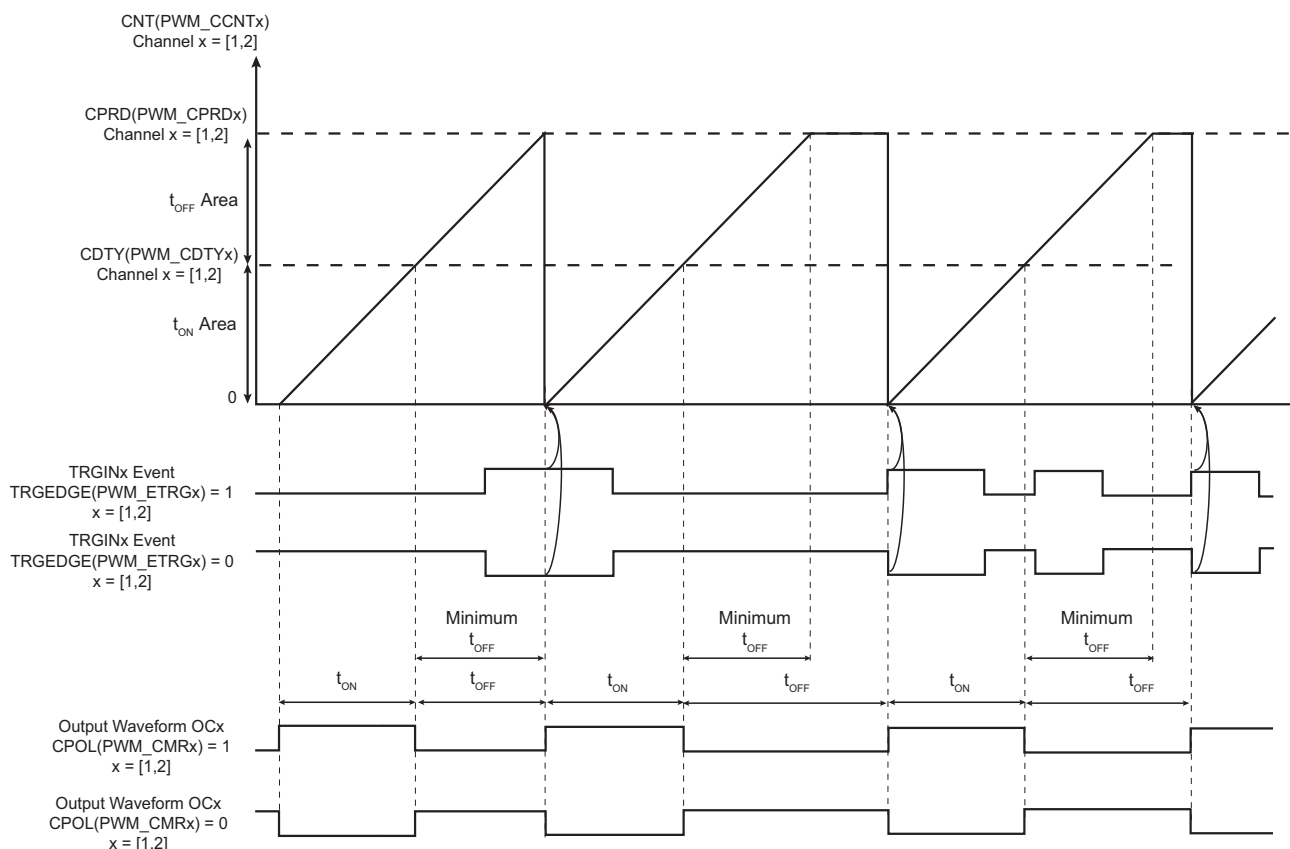 CNT(PWM_CCNTx)
Channel x = [1,2]
CPRD(PWM_CPRDx)
Channel x = [1,2]
tOFF Area
CDTY(PWM_CDTYx)
Channel x = [1,2]
tON Area
0
TRGINx Event
TRGEDGE(PWM_ETRGx) = 1
x = [1,2]
TRGINx Event
TRGEDGE(PWM_ETRGx) = 0
x = [1,2]
Minimum
tOFF
Minimum
tOFF
Minimum
tOFF
tON
tOFF
tON
tOFF
tON
tOFF
Output Waveform OCx
CPOL(PWM_CMRx) = 1
x = [1,2]
Output Waveform OCx
CPOL(PWM_CMRx) = 0
x = [1,2]